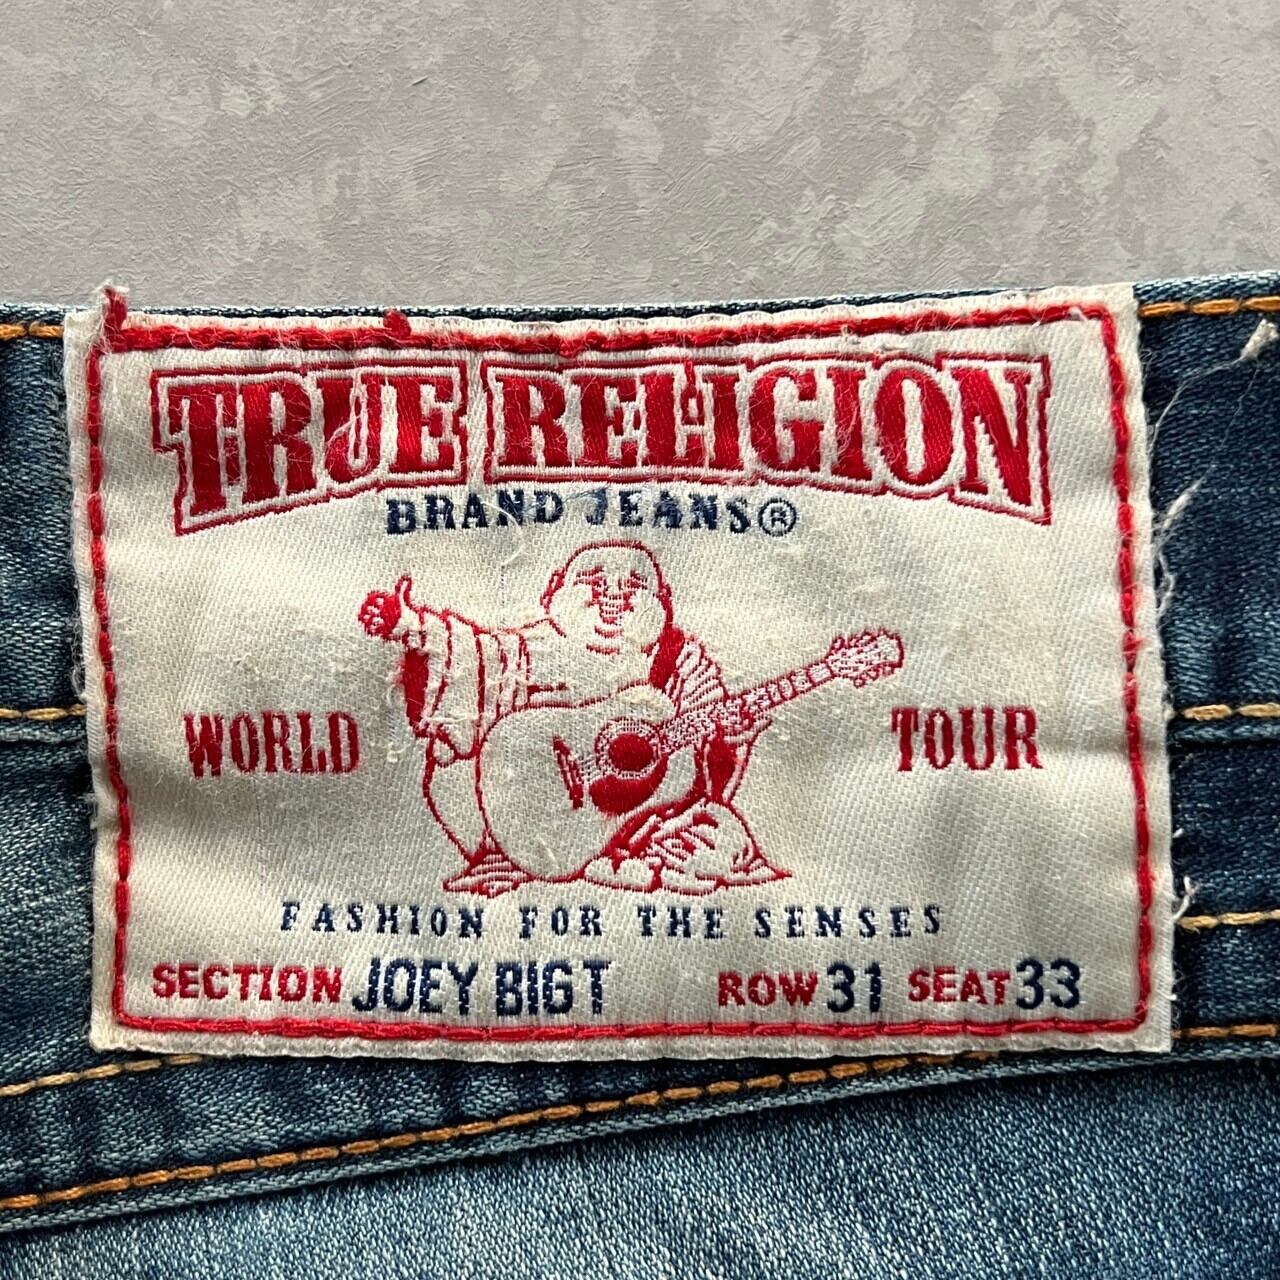 TRUE RELIGION
BRAND JEANS®
WORLD TOUR
FASHION FOR THE SENSES
SECTION JOEY BIG T ROW 31 SEAT 33